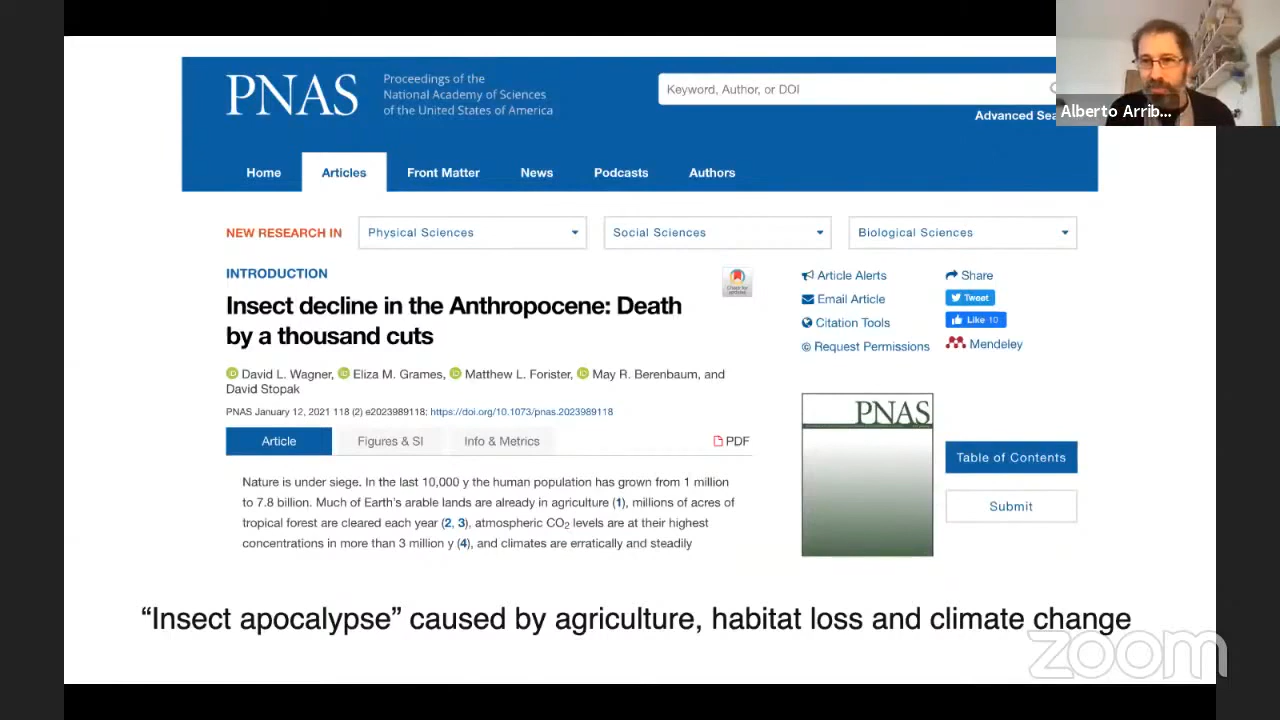 PNAS
Proceedings of the
National Academy of Sciences
of the United States of America
Keyword, Author, or DOI
Advanced Sea
Alberto Arrib...
Home
Articles
Front Matter
News
Podcasts
Authors
NEW RESEARCH IN
Physical Sciences
Social Sciences
Biological Sciences
INTRODUCTION
Insect decline in the Anthropocene: Death
by a thousand cuts
David L. Wagner, Eliza M. Grames, Matthew L. Forister, May R. Berenbaum, and
David Stopak
PNAS January 12, 2021 118 (2) e2023989118; https://doi.org/10.1073/pnas.2023989118
Article
Figures & SI
Info & Metrics
PDF
Nature is under siege. In the last 10,000 y the human population has grown from 1 million
to 7.8 billion. Much of Earth's arable lands are already in agriculture (1), millions of acres of
tropical forest are cleared each year (2, 3), atmospheric CO₂ levels are at their highest
concentrations in more than 3 million y (4), and climates are erratically and steadily
Check for
updates
Article Alerts
Email Article
Citation Tools
© Request Permissions
Share
Tweet
Like 10
Mendeley
PNAS
Table of Contents
Submit
“Insect apocalypse” caused by agriculture, habitat loss and climate change
zoom